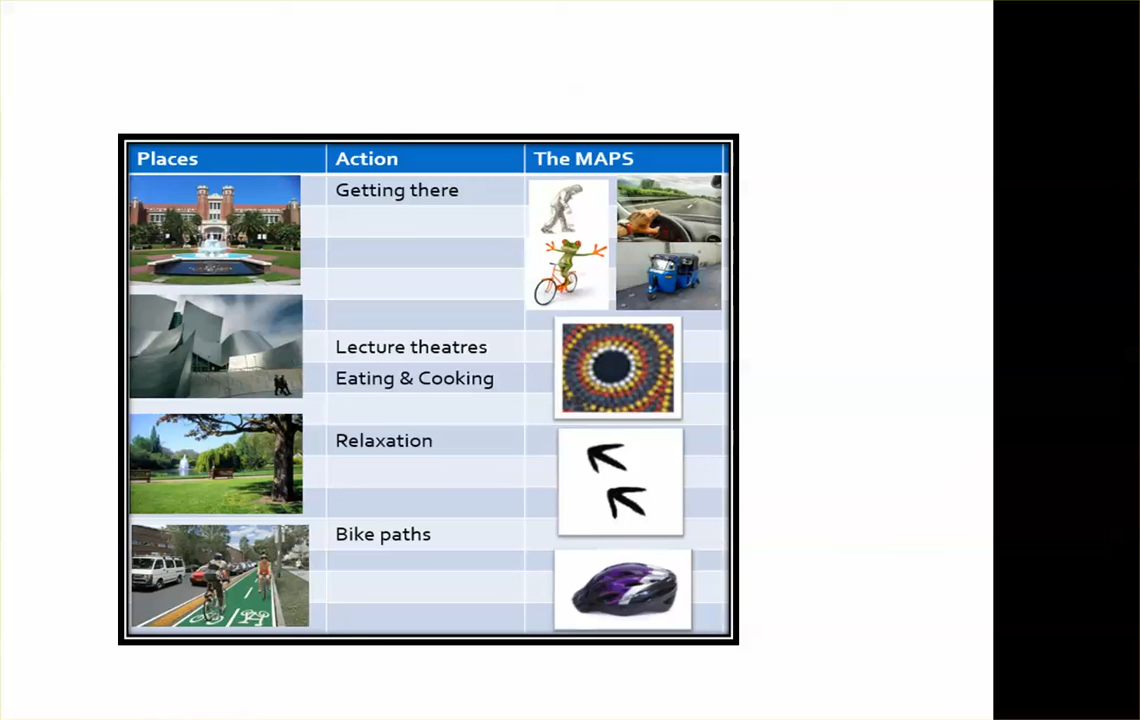 Places Action The MAPS
Getting there
Lecture theatres
Eating & Cooking
Relaxation
Bike paths